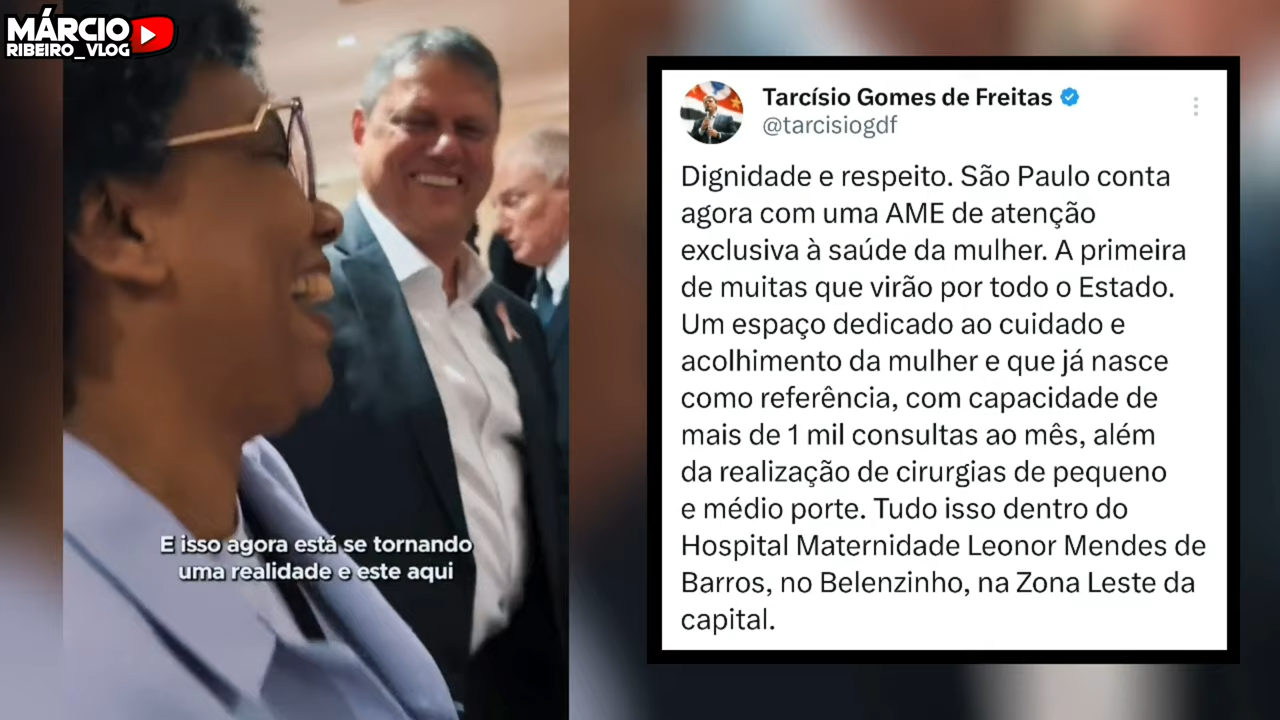 MÁRCIO
RIBEIRO_VLOG
E isso agora está se tornando
uma realidade e este aqui
Tarcísio Gomes de Freitas
@tarcisiogdf
Dignidade e respeito. São Paulo conta
agora com uma AME de atenção
exclusiva à saúde da mulher. A primeira
de muitas que virão por todo o Estado.
Um espaço dedicado ao cuidado e
acolhimento da mulher e que já nasce
como referência, com capacidade de
mais de 1 mil consultas ao mês, além
da realização de cirurgias de pequeno
e médio porte. Tudo isso dentro do
Hospital Maternidade Leonor Mendes de
Barros, no Belenzinho, na Zona Leste da
capital.